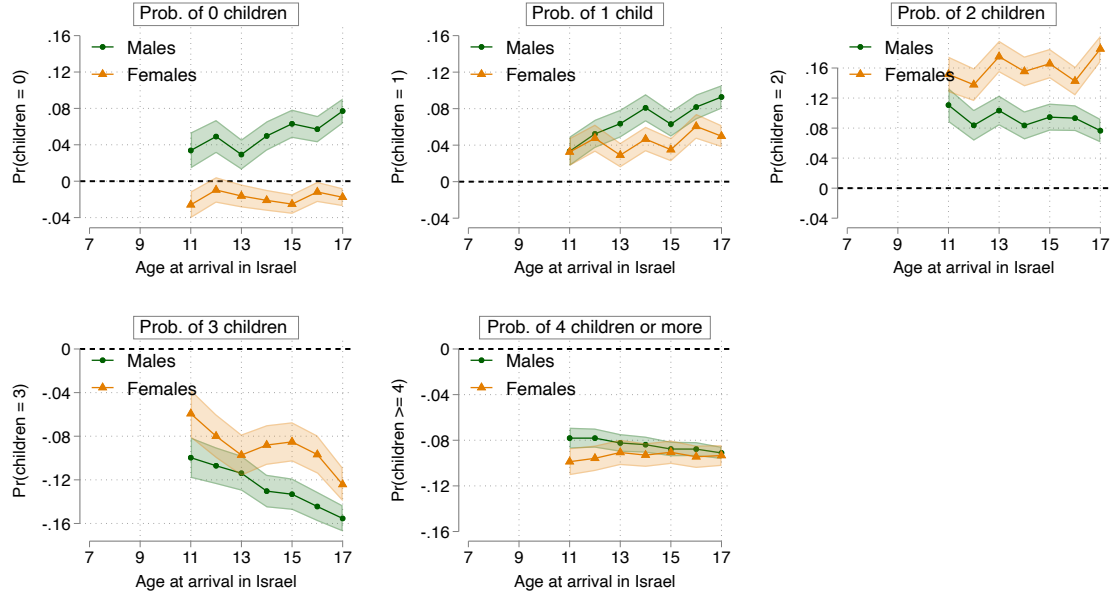 Prob. of 0 children
Pr(children = 0)
.16
.12
.08
.04
0
-.04
Males
Females
7 9 11 13 15 17
Age at arrival in Israel
Prob. of 1 child
Pr(children = 1)
.16
.12
.08
.04
0
-.04
Males
Females
7 9 11 13 15 17
Age at arrival in Israel
Prob. of 2 children
Pr(children = 2)
.16
.12
.08
.04
0
-.04
Males
Females
7 9 11 13 15 17
Age at arrival in Israel
Prob. of 3 children
Pr(children = 3)
0
-.04
-.08
-.12
-.16
Males
Females
7 9 11 13 15 17
Age at arrival in Israel
Prob. of 4 children or more
Pr(children >= 4)
0
-.04
-.08
-.12
-.16
Males
Females
7 9 11 13 15 17
Age at arrival in Israel